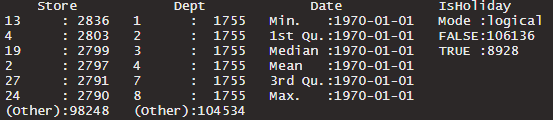 Store Dept Date IsHoliday
13 : 2836 1 : 1755 Min. :1970-01-01 Mode :logical
4 : 2803 2 : 1755 1st Qu.:1970-01-01 FALSE:106136
19 : 2799 3 : 1755 Median :1970-01-01 TRUE :8928
2 : 2797 4 : 1755 Mean :1970-01-01
27 : 2791 7 : 1755 3rd Qu.:1970-01-01
24 : 2790 8 : 1755 Max. :1970-01-01
(Other):98248 (Other):104534